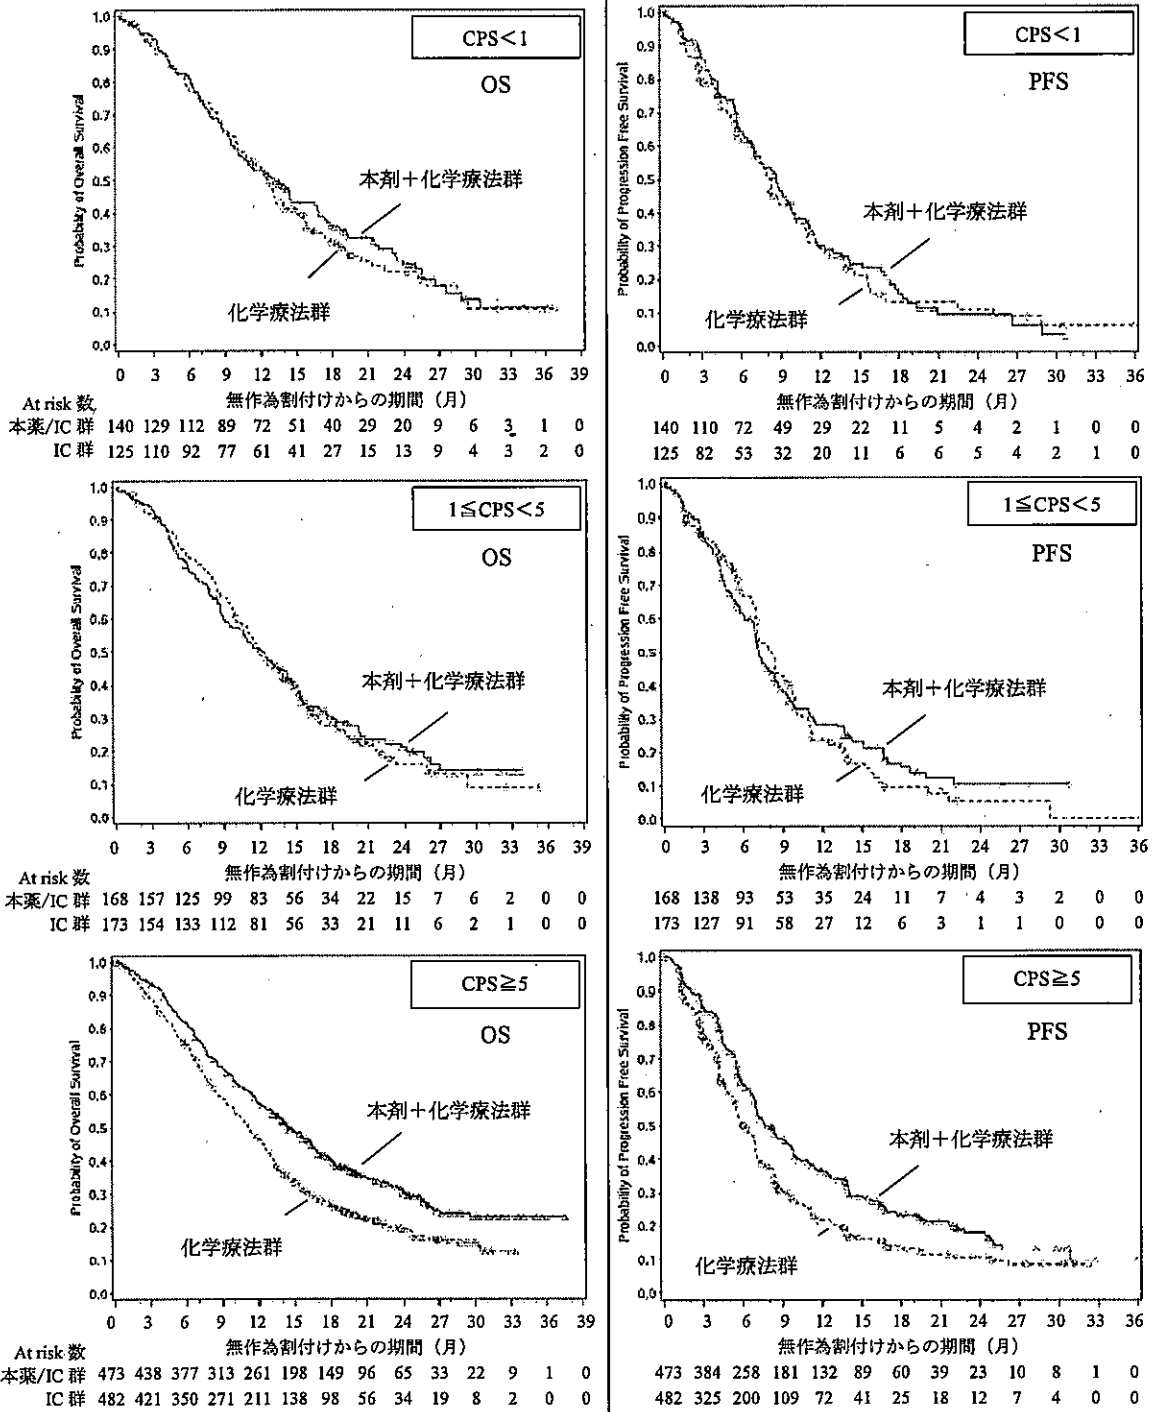 CPS<1
OS
Probability of Overall Survival
1.0
0.9
0.8
0.7
0.6
0.5
0.4
0.3
0.2
0.1
0.0
本剤+化学療法群
化学療法群
0 3 6 9 12 15 18 21 24 27 30 33 36 39
At risk 数 無作為割付けからの期間(月)
本薬/IC 群 140 129 112 89 72 51 40 29 20 9 6 3 1 0
IC 群 125 110 92 77 61 41 27 15 13 9 4 3 2 0
CPS<1
PFS
Probability of Progression Free Survival
1.0
0.9
0.8
0.7
0.6
0.5
0.4
0.3
0.2
0.1
0.0
本剤+化学療法群
化学療法群
0 3 6 9 12 15 18 21 24 27 30 33 36
無作為割付けからの期間(月)
140 110 72 49 29 22 11 5 4 2 1 0 0
125 82 53 32 20 11 6 6 5 4 2 1 0
1≦CPS<5
OS
Probability of Overall Survival
1.0
0.9
0.8
0.7
0.6
0.5
0.4
0.3
0.2
0.1
0.0
本剤+化学療法群
化学療法群
0 3 6 9 12 15 18 21 24 27 30 33 36 39
At risk 数 無作為割付けからの期間(月)
本薬/IC 群 168 157 125 99 83 56 34 22 15 7 6 2 0 0
IC 群 173 154 133 112 81 56 33 21 11 6 2 1 0 0
1≦CPS<5
PFS
Probability of Progression Free Survival
1.0
0.9
0.8
0.7
0.6
0.5
0.4
0.3
0.2
0.1
0.0
本剤+化学療法群
化学療法群
0 3 6 9 12 15 18 21 24 27 30 33 36
無作為割付けからの期間(月)
168 138 93 53 35 24 11 7 4 3 2 0 0
173 127 91 58 27 12 6 3 1 1 0 0 0
CPS≧5
OS
Probability of Overall Survival
1.0
0.9
0.8
0.7
0.6
0.5
0.4
0.3
0.2
0.1
0.0
本剤+化学療法群
化学療法群
0 3 6 9 12 15 18 21 24 27 30 33 36 39
At risk 数 無作為割付けからの期間(月)
本薬/IC 群 473 438 377 313 261 198 149 96 65 33 22 9 1 0
IC 群 482 421 350 271 211 138 98 56 34 19 8 2 0 0
CPS≧5
PFS
Probability of Progression Free Survival
1.0
0.9
0.8
0.7
0.6
0.5
0.4
0.3
0.2
0.1
0.0
本剤+化学療法群
化学療法群
0 3 6 9 12 15 18 21 24 27 30 33 36
無作為割付けからの期間(月)
473 384 258 181 132 89 60 39 23 10 8 1 0
482 325 200 109 72 41 25 18 12 7 4 0 0